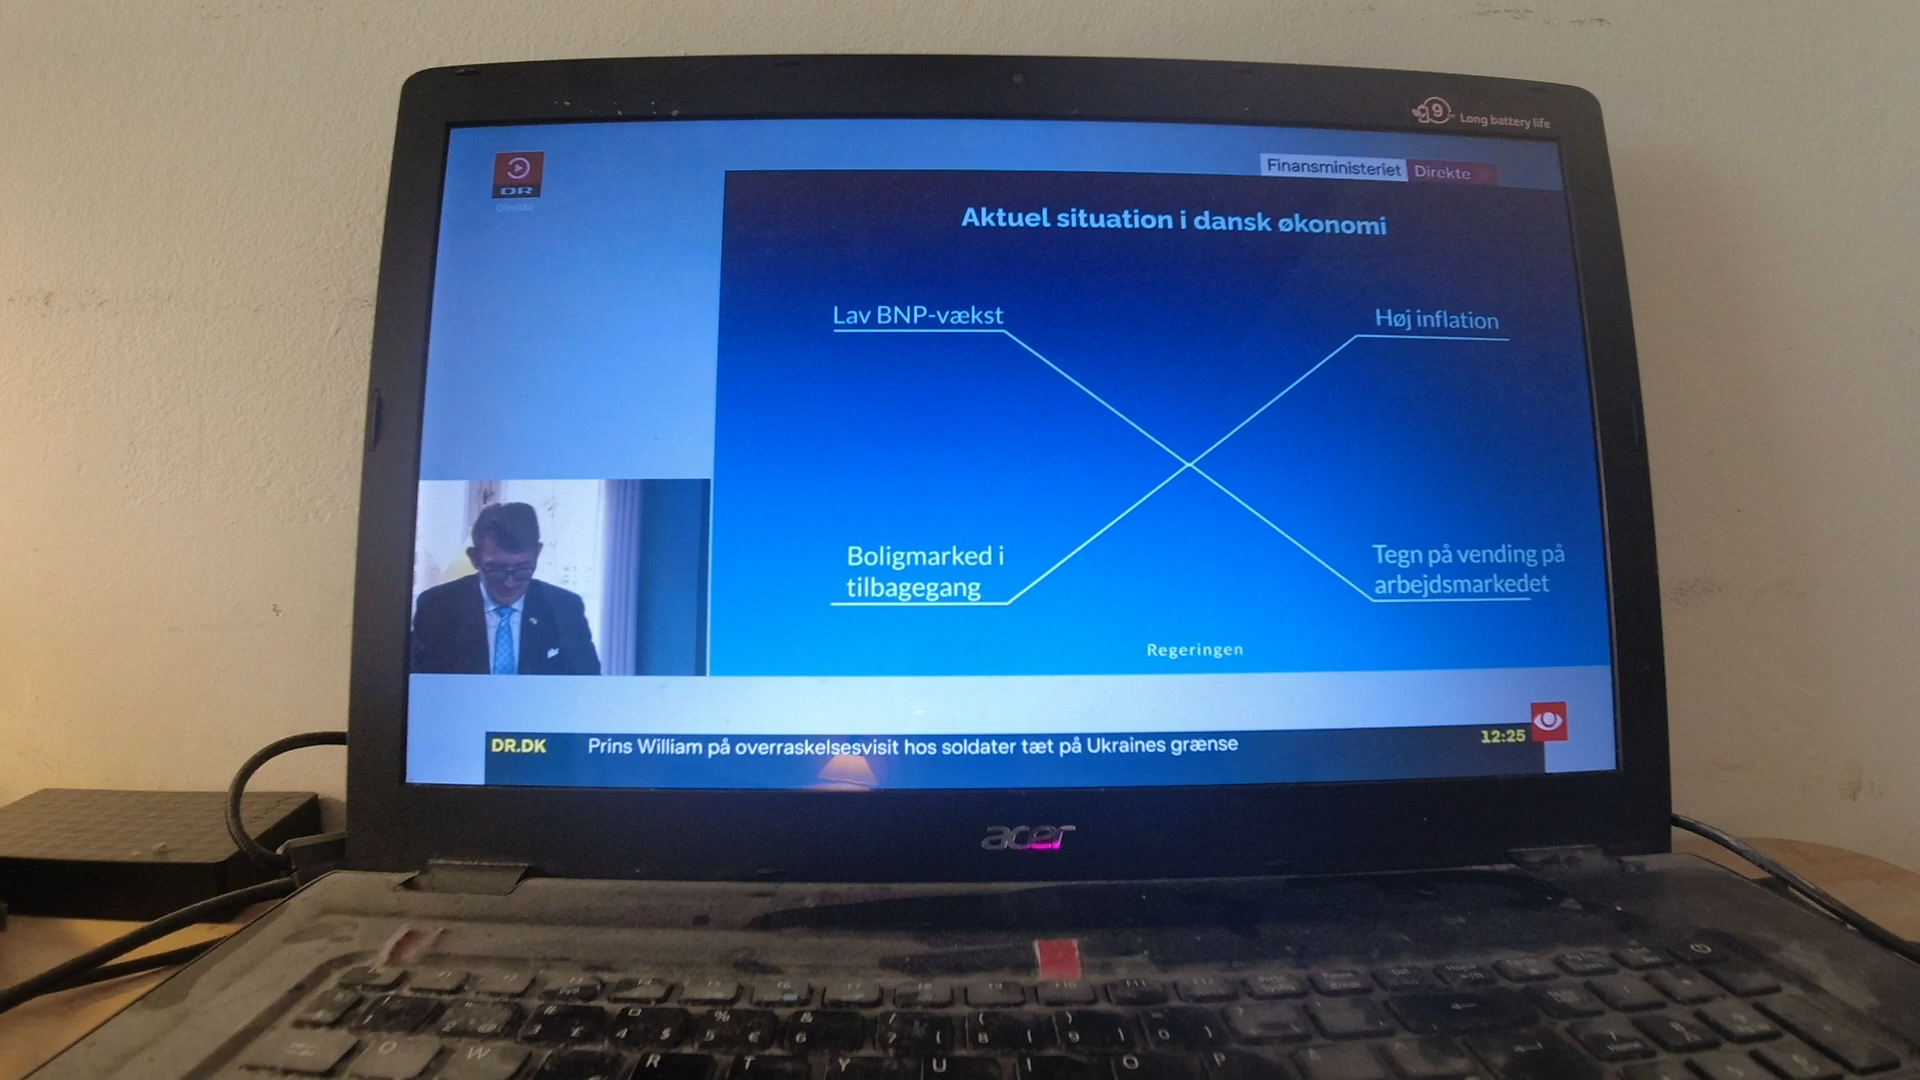 9 Long battery life
DR
Finansministeriet Direkte
Aktuel situation i dansk økonomi
Lav BNP-vækst
Høj inflation
Boligmarked i
tilbagegang
Tegn på vending på
arbejdsmarkedet
Regeringen
DR.DK Prins William på overraskelsesvisit hos soldater tæt på Ukraines grænse 12:25
acer
R T Y U I O P